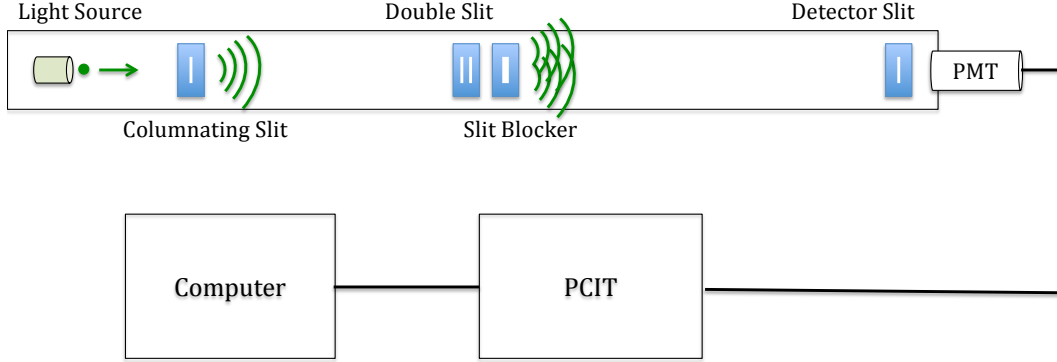 Light Source
Double Slit
Detector Slit
PMT
Columnating Slit
Slit Blocker
Computer
PCIT